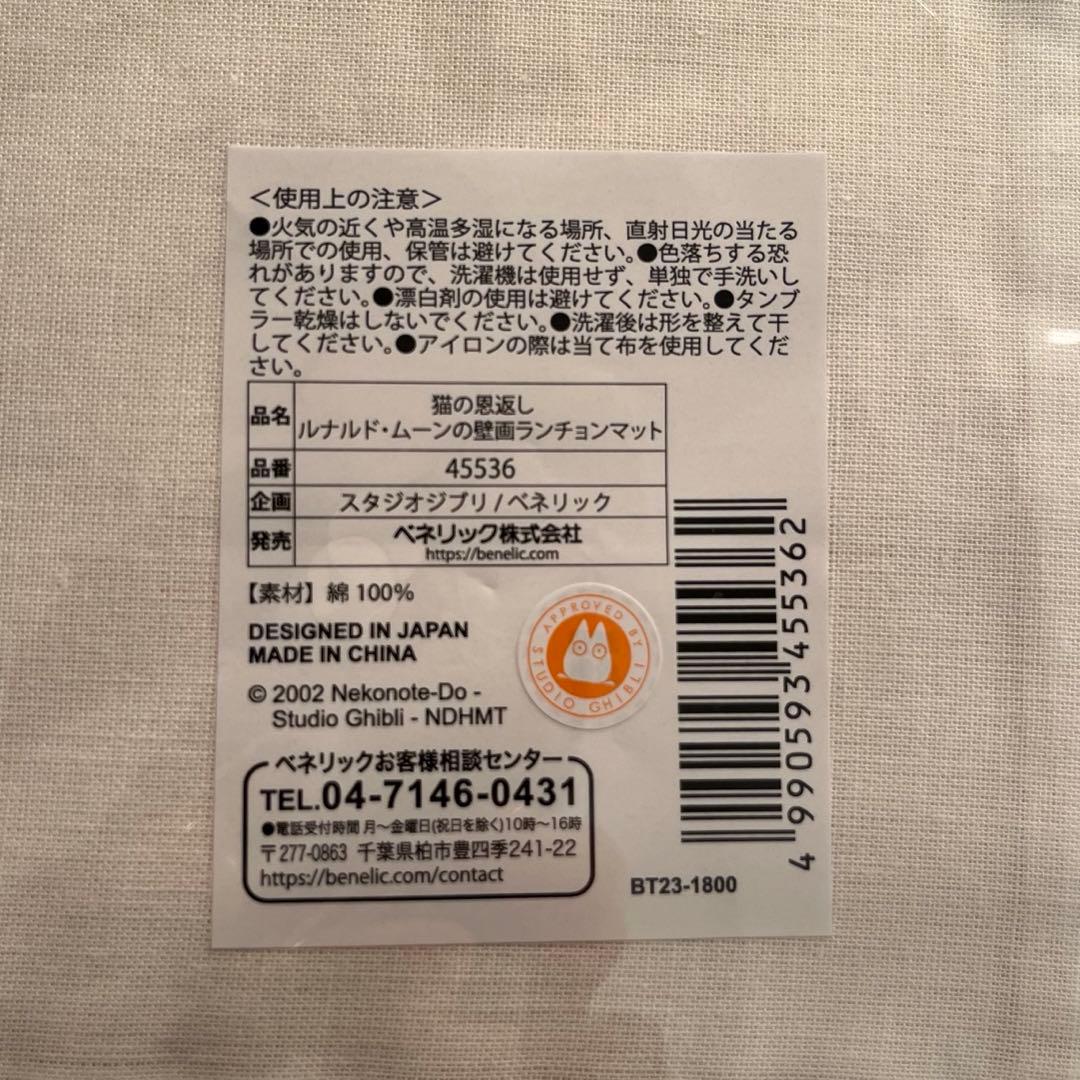 ＜使用上の注意＞
●火気の近くや高温多湿になる場所、直射日光の当たる
場所での使用、保管は避けてください。●色落ちする恐
れがありますので、洗濯機は使用せず、単独で手洗いし
てください。●漂白剤の使用は避けてください。●タンブ
ラー乾燥はしないでください。●洗濯後は形を整えて干
してください。●アイロンの際は当て布を使用してくだ
さい。
品名
猫の恩返し
ルナルド・ムーンの壁画ランチョンマット
品番 45536
企画 スタジオジブリ / ベネリック
発売
ベネリック株式会社
https://benelic.com
【素材】綿 100%
DESIGNED IN JAPAN
MADE IN CHINA
© 2002 Nekonote-Do -
Studio Ghibli - NDHMT
APPROVED BY STUDIO GHIBLI
ベネリックお客様相談センター
TEL.04-7146-0431
●電話受付時間 月～金曜日(祝日を除く)10時～16時
〒277-0863 千葉県柏市豊四季241-22
https://benelic.com/contact
4 990593 455362
BT23-1800